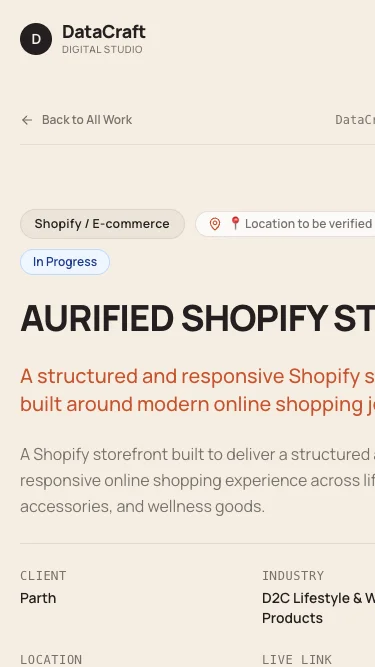 D
DataCraft
DIGITAL STUDIO
← Back to All Work
DataCr
Shopify / E-commerce
📍 Location to be verified
In Progress
AURIFIED SHOPIFY ST
A structured and responsive Shopify s
built around modern online shopping j
A Shopify storefront built to deliver a structured
responsive online shopping experience across lif
accessories, and wellness goods.
CLIENT
INDUSTRY
Parth
D2C Lifestyle & W
Products
LOCATION
LIVE LINK